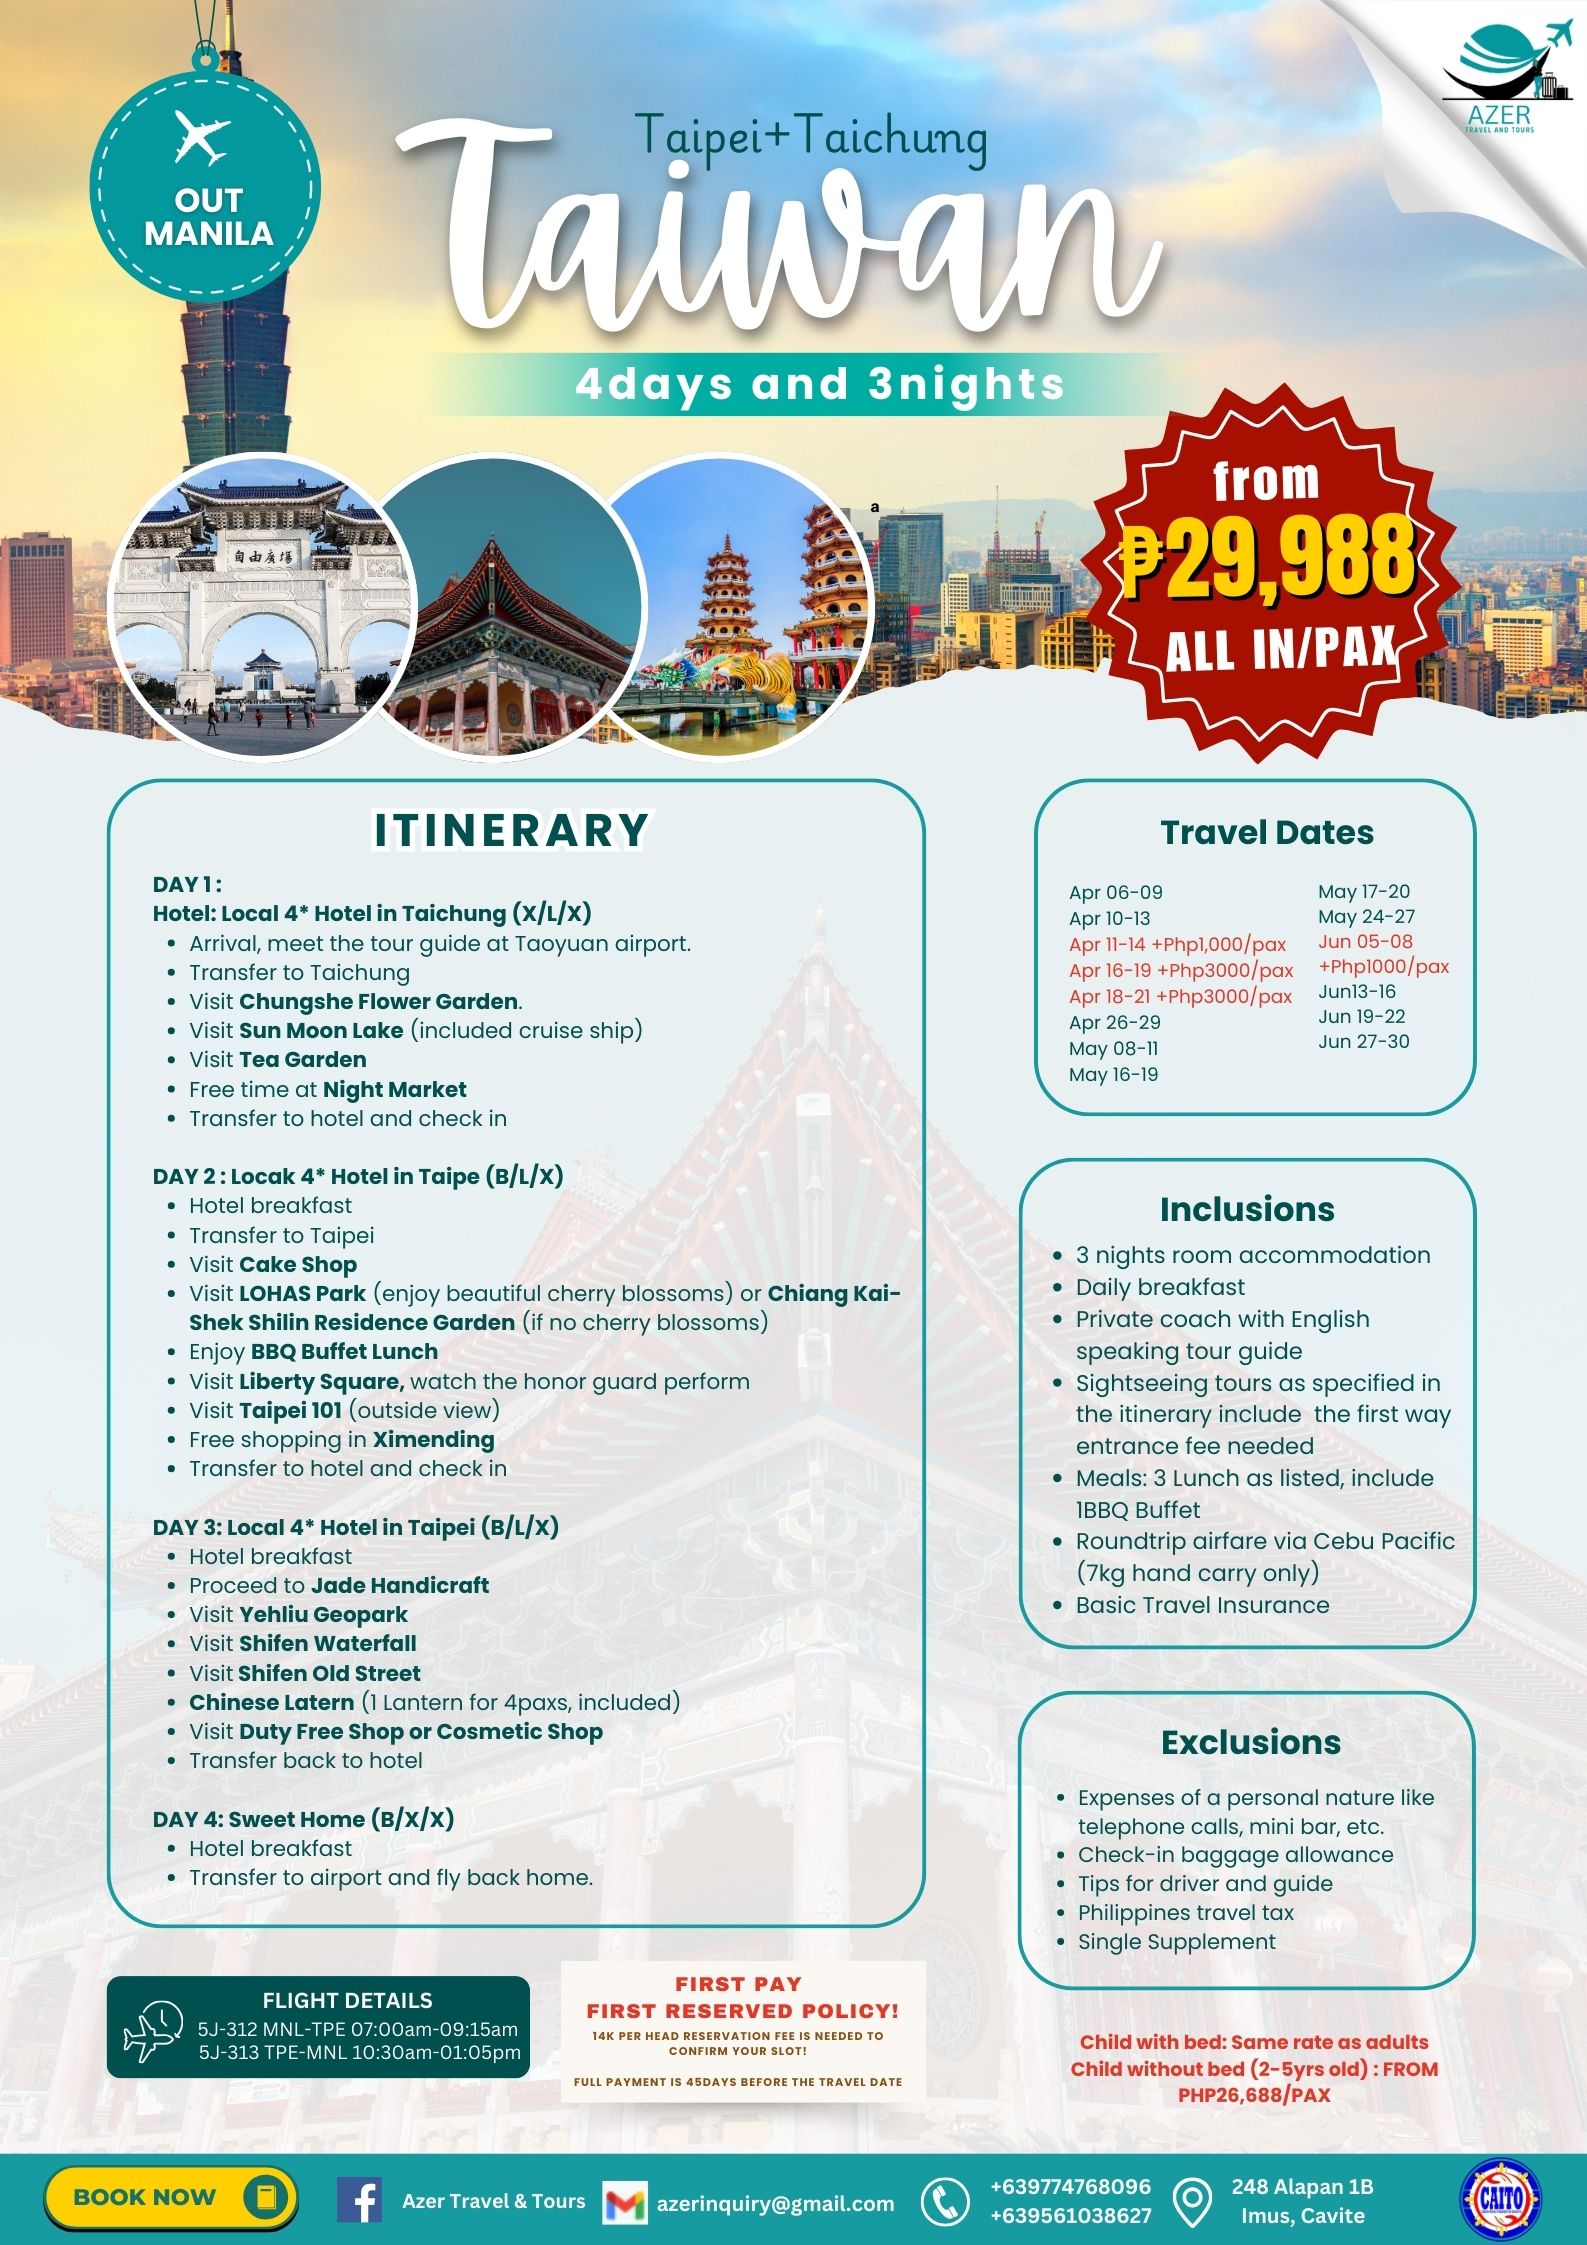 OUT
MANILA
AZER
TRAVEL AND TOURS
Taipei+Taichung
Taiwan
4days and 3nights
from
₱29,988
ALL IN/PAX
自由廣場
a
ITINERARY
DAY 1 :
Hotel: Local 4* Hotel in Taichung (X/L/X)
• Arrival, meet the tour guide at Taoyuan airport.
• Transfer to Taichung
• Visit Chungshe Flower Garden.
• Visit Sun Moon Lake (included cruise ship)
• Visit Tea Garden
• Free time at Night Market
• Transfer to hotel and check in
DAY 2 : Locak 4* Hotel in Taipe (B/L/X)
• Hotel breakfast
• Transfer to Taipei
• Visit Cake Shop
• Visit LOHAS Park (enjoy beautiful cherry blossoms) or Chiang Kai-
Shek Shilin Residence Garden (if no cherry blossoms)
• Enjoy BBQ Buffet Lunch
• Visit Liberty Square, watch the honor guard perform
• Visit Taipei 101 (outside view)
• Free shopping in Ximending
• Transfer to hotel and check in
DAY 3: Local 4* Hotel in Taipei (B/L/X)
• Hotel breakfast
• Proceed to Jade Handicraft
• Visit Yehliu Geopark
• Visit Shifen Waterfall
• Visit Shifen Old Street
• Chinese Latern (1 Lantern for 4paxs, included)
• Visit Duty Free Shop or Cosmetic Shop
• Transfer back to hotel
DAY 4: Sweet Home (B/X/X)
• Hotel breakfast
• Transfer to airport and fly back home.
Travel Dates
Apr 06-09
Apr 10-13
Apr 11-14 +Php1,000/pax
Apr 16-19 +Php3000/pax
Apr 18-21 +Php3000/pax
Apr 26-29
May 08-11
May 16-19
May 17-20
May 24-27
Jun 05-08
+Php1000/pax
Jun13-16
Jun 19-22
Jun 27-30
Inclusions
• 3 nights room accommodation
• Daily breakfast
• Private coach with English
speaking tour guide
• Sightseeing tours as specified in
the itinerary include  the first way
entrance fee needed
• Meals: 3 Lunch as listed, include
1BBQ Buffet
• Roundtrip airfare via Cebu Pacific
(7kg hand carry only)
• Basic Travel Insurance
Exclusions
• Expenses of a personal nature like
telephone calls, mini bar, etc.
• Check-in baggage allowance
• Tips for driver and guide
• Philippines travel tax
• Single Supplement
FLIGHT DETAILS
5J-312 MNL-TPE 07:00am-09:15am
5J-313 TPE-MNL 10:30am-01:05pm
FIRST PAY
FIRST RESERVED POLICY!
14K PER HEAD RESERVATION FEE IS NEEDED TO
CONFIRM YOUR SLOT!
FULL PAYMENT IS 45DAYS BEFORE THE TRAVEL DATE
Child with bed: Same rate as adults
Child without bed (2-5yrs old) : FROM
PHP26,688/PAX
BOOK NOW
Azer Travel & Tours
azerinquiry@gmail.com
+639774768096
+639561038627
248 Alapan 1B
Imus, Cavite
CAITO